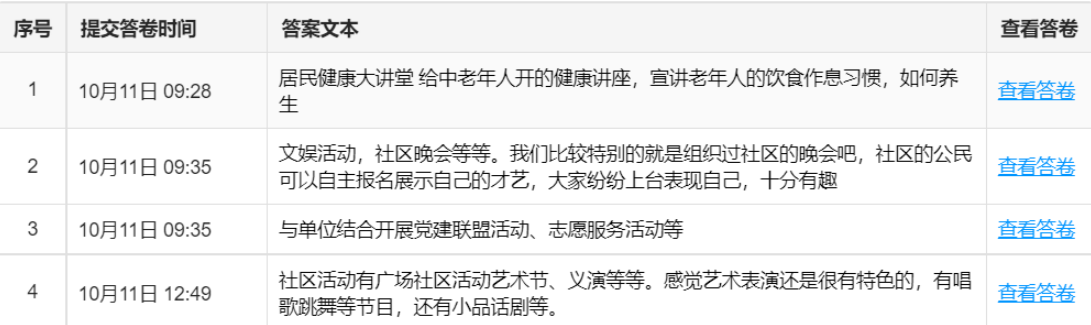 序号 提交答卷时间 答案文本 查看答卷
1 10月11日 09:28 居民健康大讲堂 给中老年人开的健康讲座，宣讲老年人的饮食作息习惯，如何养
生 查看答卷
2 10月11日 09:35 文娱活动，社区晚会等等。我们比较特别的就是组织过社区的晚会吧，社区的公民
可以自主报名展示自己的才艺，大家纷纷上台表现自己，十分有趣 查看答卷
3 10月11日 09:35 与单位结合开展党建联盟活动、志愿服务活动等 查看答卷
4 10月11日 12:49 社区活动有广场社区活动艺术节、义演等等。感觉艺术表演还是很有特色的，有唱
歌跳舞等节目，还有小品话剧等。 查看答卷